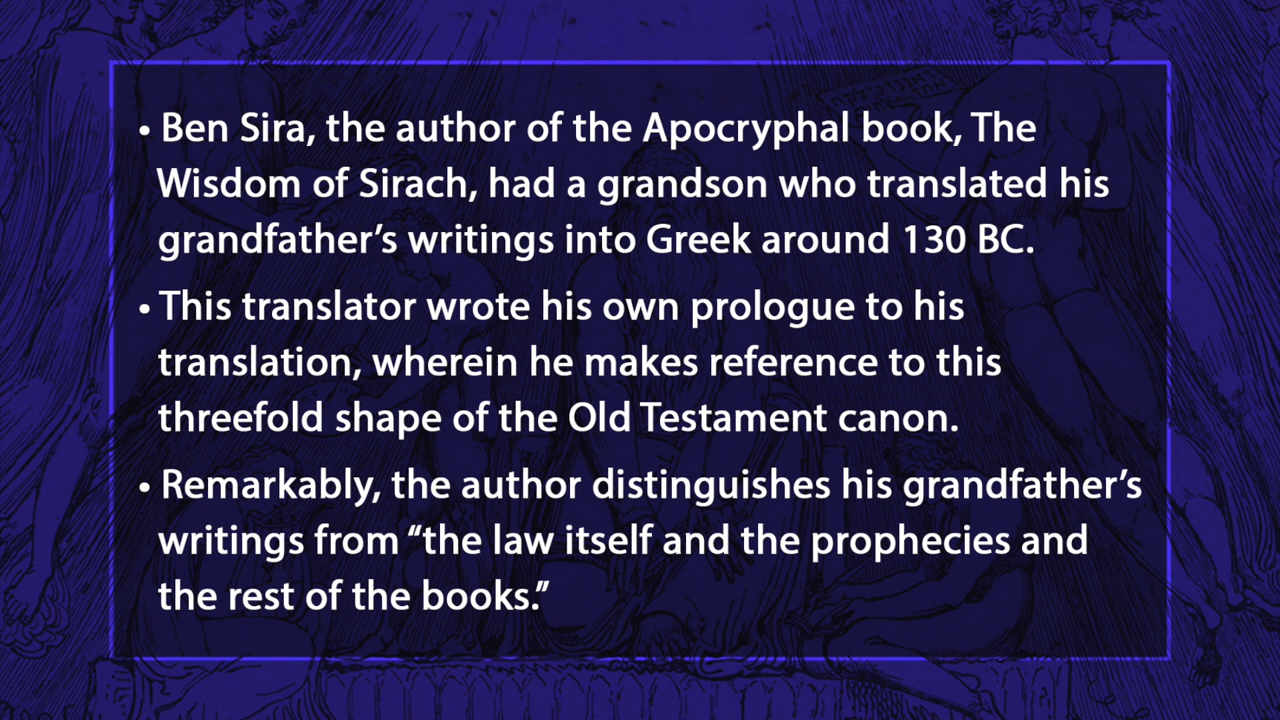 • Ben Sira, the author of the Apocryphal book, The
Wisdom of Sirach, had a grandson who translated his
grandfather’s writings into Greek around 130 BC.
• This translator wrote his own prologue to his
translation, wherein he makes reference to this
threefold shape of the Old Testament canon.
• Remarkably, the author distinguishes his grandfather’s
writings from “the law itself and the prophecies and
the rest of the books.”